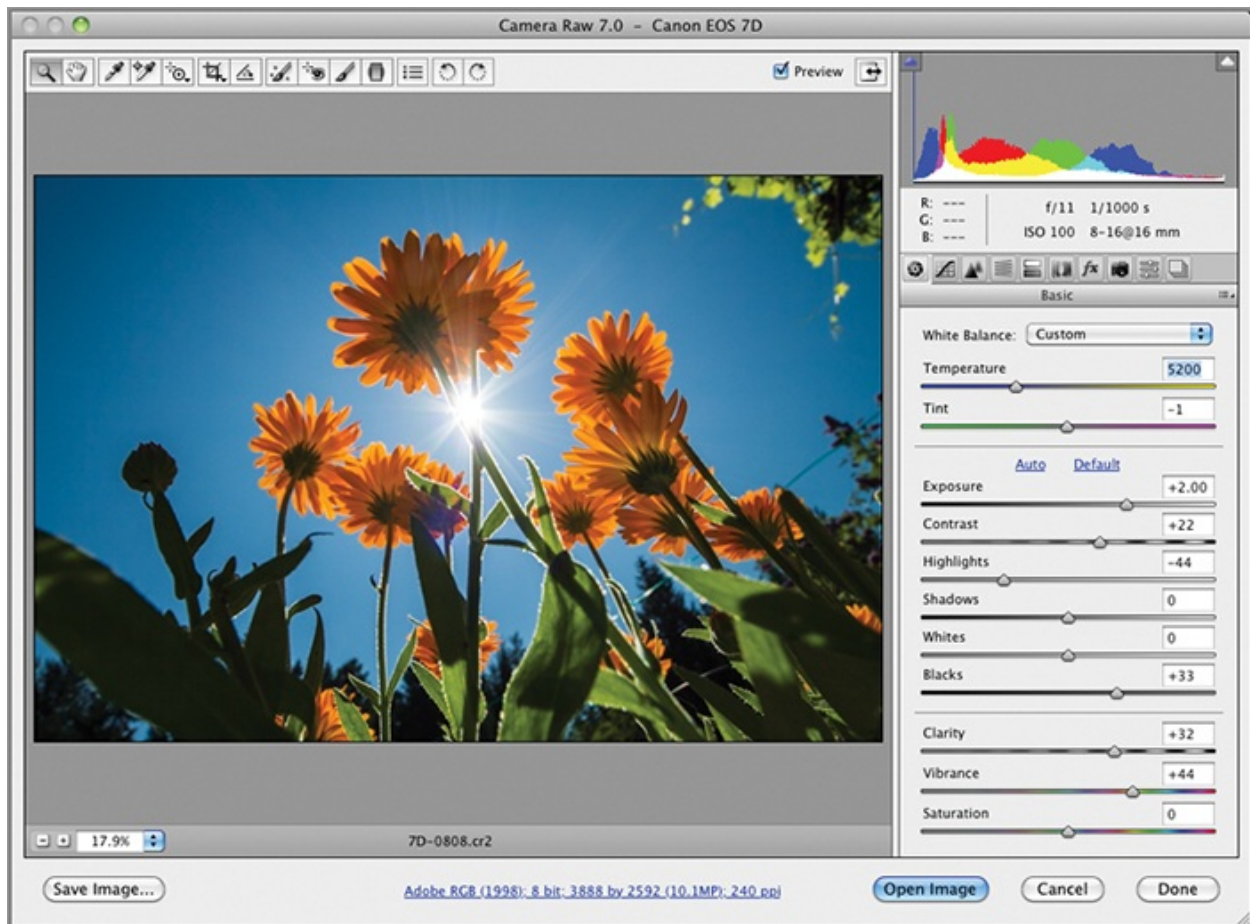 Camera Raw 7.0 – Canon EOS 7D
Preview
R: ---
G: ---
B: ---
f/11 1/1000 s
ISO 100 8-16@16 mm
fx
Basic
White Balance: Custom
Temperature 5200
Tint -1
Auto Default
Exposure +2.00
Contrast +22
Highlights -44
Shadows 0
Whites 0
Blacks +33
Clarity +32
Vibrance +44
Saturation 0
17.9% 7D-0808.cr2
Save Image... Adobe RGB (1998); 8 bit; 3888 by 2592 (10.1MP); 240 ppi Open Image Cancel Done